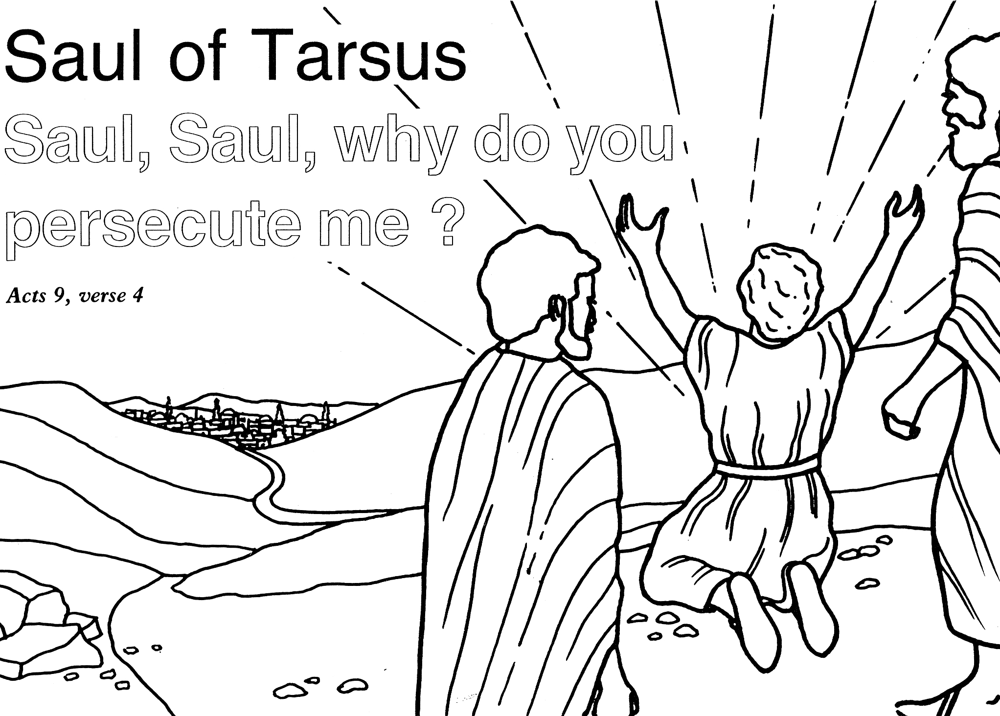 Saul of Tarsus
Saul, Saul, why do you
persecute me ?
Acts 9, verse 4